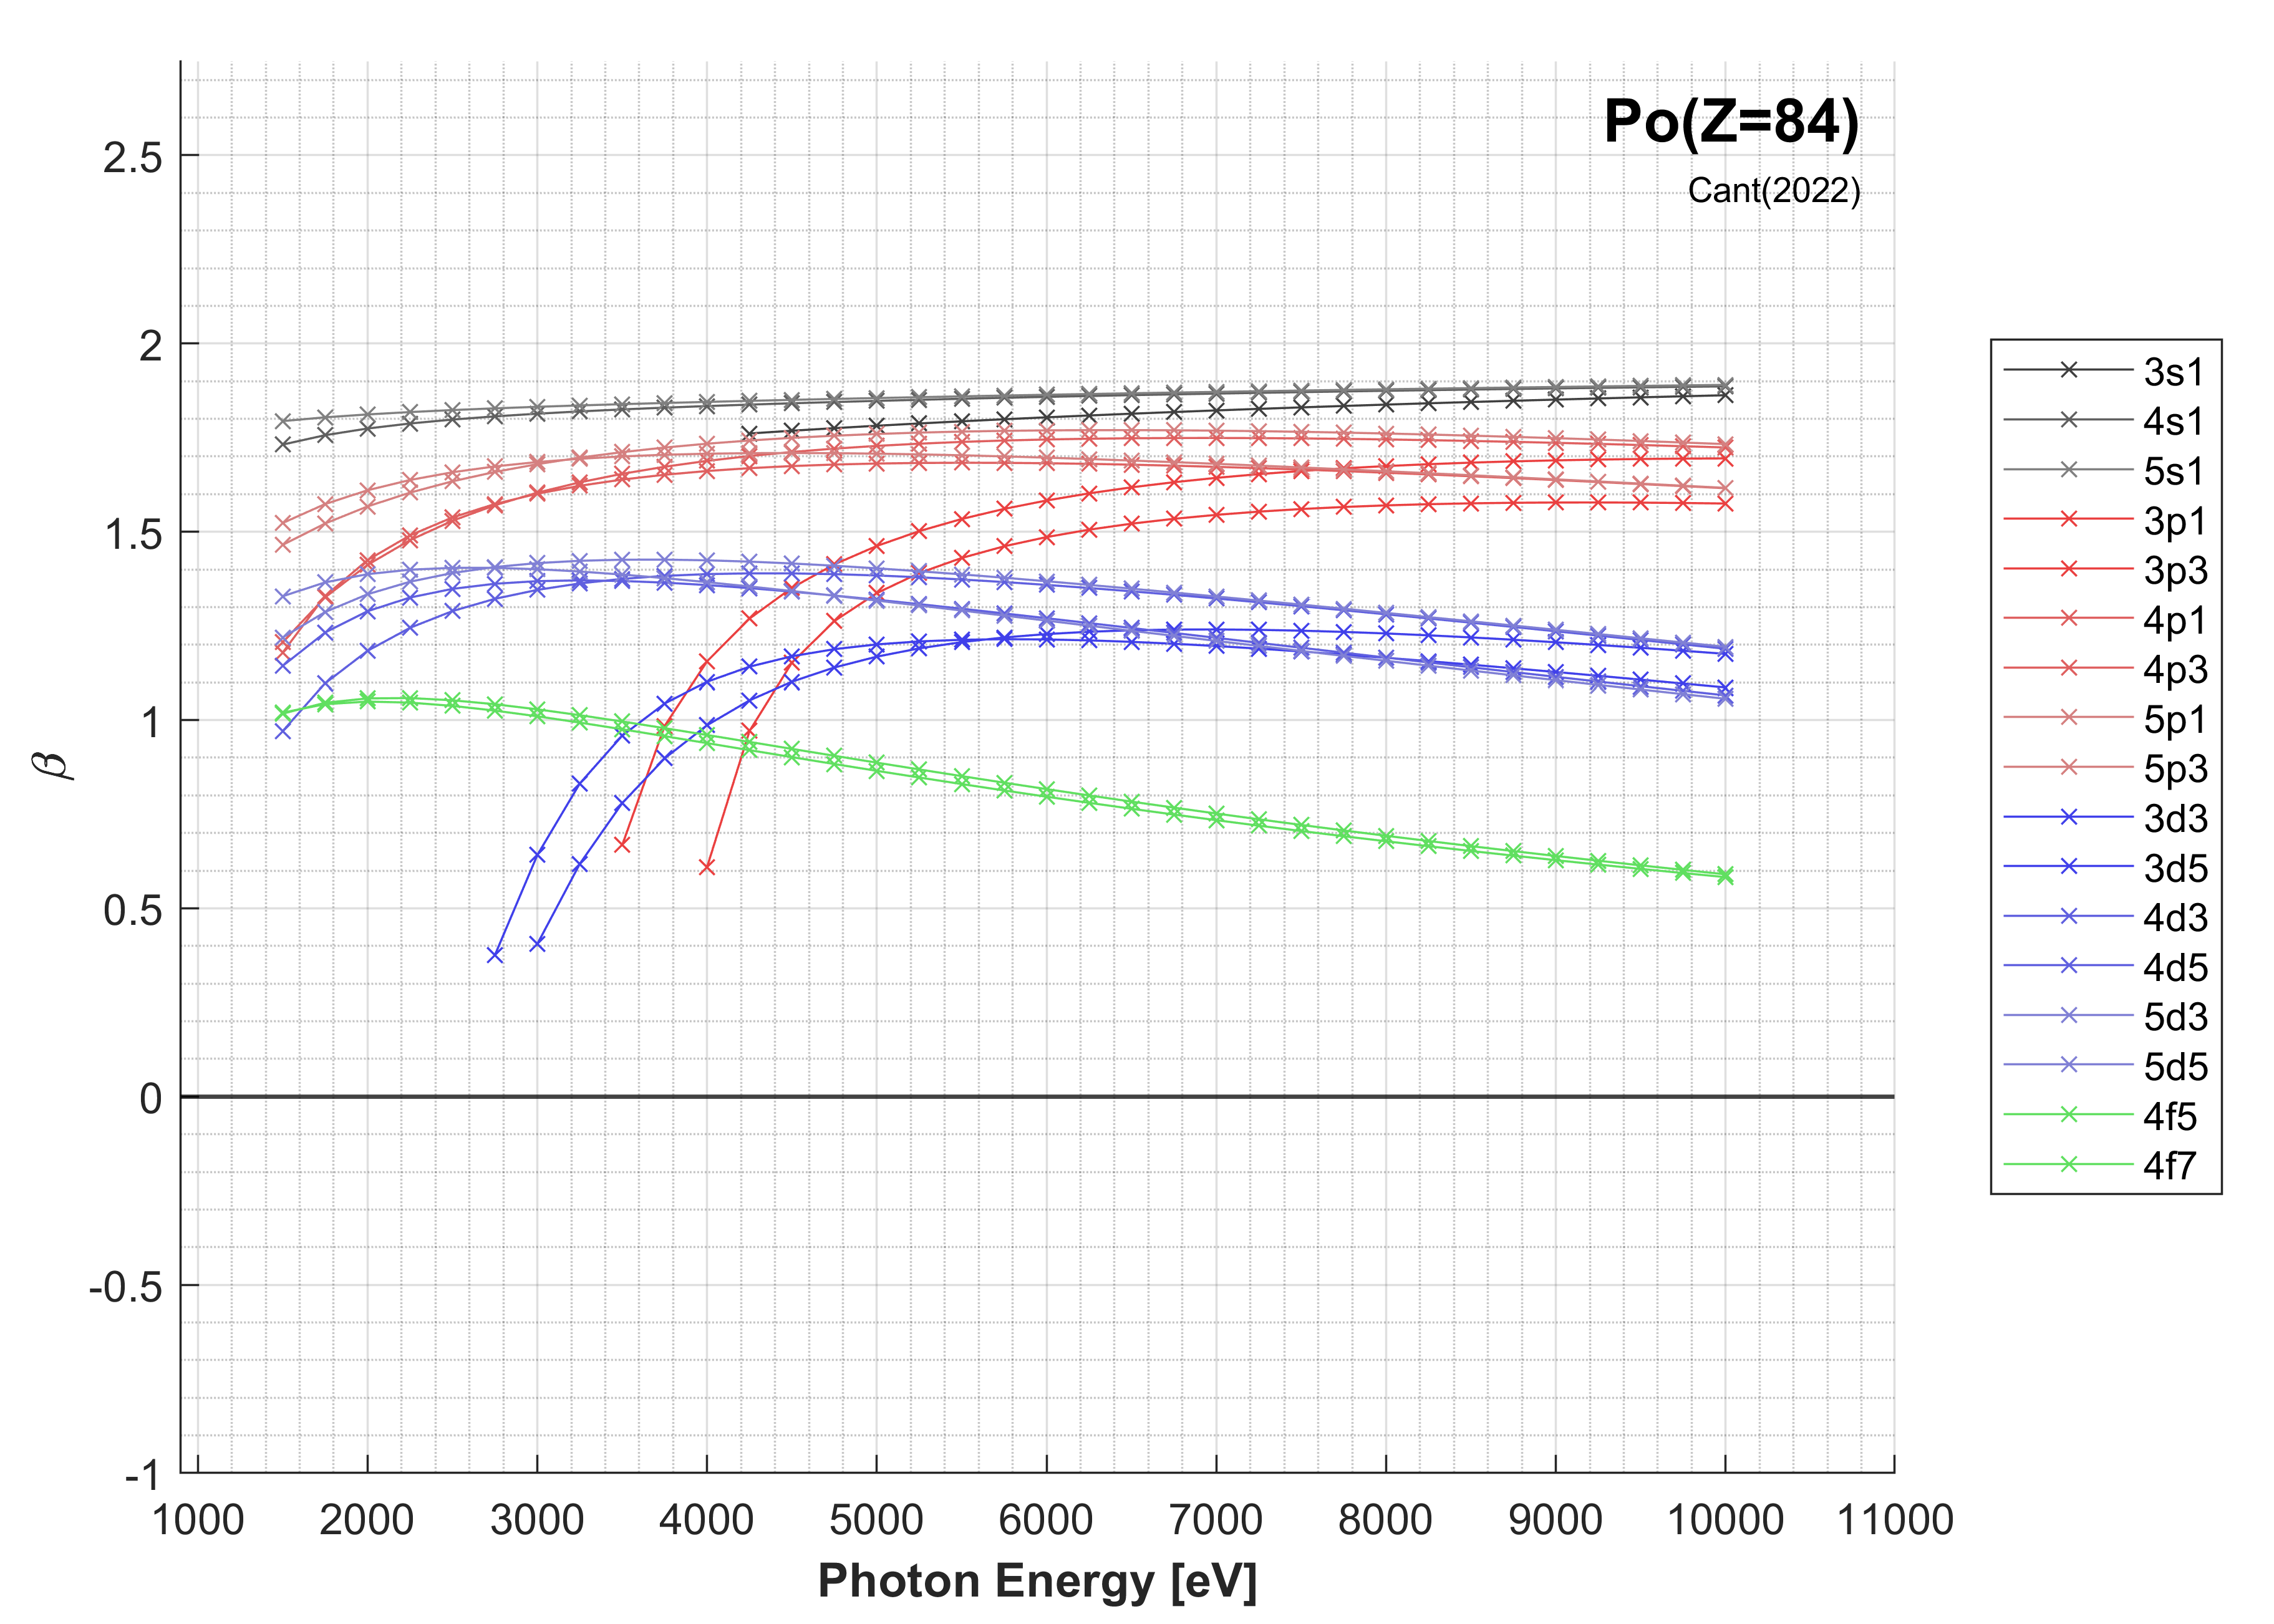 Po(Z=84)
Cant(2022)
2.5
2
1.5
1
0.5
0
-0.5
-1
β
1000 2000 3000 4000 5000 6000 7000 8000 9000 10000 11000
Photon Energy [eV]
3s1
4s1
5s1
3p1
3p3
4p1
4p3
5p1
5p3
3d3
3d5
4d3
4d5
5d3
5d5
4f5
4f7